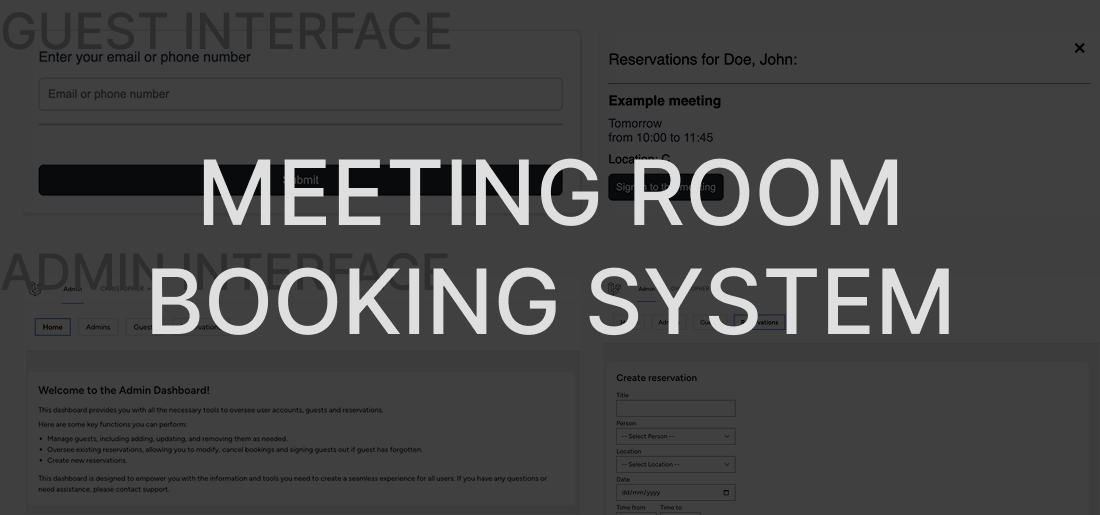 GUEST INTERFACE
Enter your email or phone number
Email or phone number
Submit
Reservations for Doe, John:
Example meeting
Tomorrow
from 10:00 to 11:45
Location: C
Sign in to the meeting
MEETING ROOM
BOOKING SYSTEM
ADMIN INTERFACE
Admin CHRISTOPHER
Home Admins Guests Reservations
Welcome to the Admin Dashboard!
This dashboard provides you with all the necessary tools to oversee user accounts, guests and reservations.
Here are some key functions you can perform:
• Manage guests, including adding, updating, and removing them as needed.
• Oversee existing reservations, allowing you to modify, cancel bookings and signing guests out if guest has forgotten.
• Create new reservations.
This dashboard is designed to empower you with the information and tools you need to create a seamless experience for all users. If you have any questions or
need assistance, please contact support.
Admin
Reservations
Create reservation
Title
Person
-- Select Person --
Location
-- Select Location --
Date
dd/mm/yyyy
Time from Time to